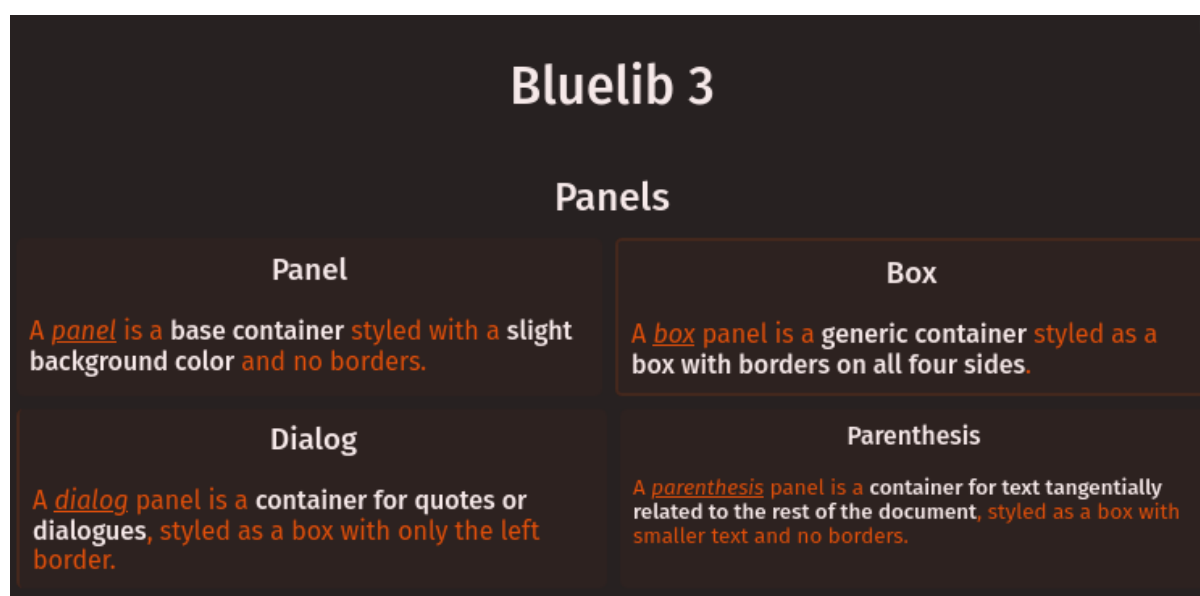 Bluelib 3
Panels
Panel
A panel is a base container styled with a slight
background color and no borders.
Box
A box panel is a generic container styled as a
box with borders on all four sides.
Dialog
A dialog panel is a container for quotes or
dialogues, styled as a box with only the left
border.
Parenthesis
A parenthesis panel is a container for text tangentially
related to the rest of the document, styled as a box with
smaller text and no borders.